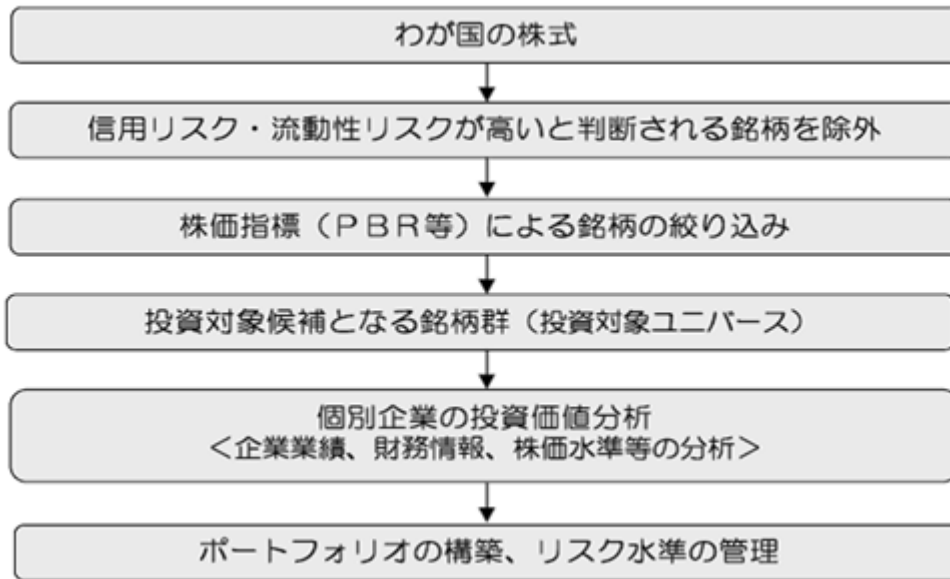 わが国の株式
信用リスク・流動性リスクが高いと判断される銘柄を除外
株価指標（ＰＢＲ等）による銘柄の絞り込み
投資対象候補となる銘柄群（投資対象ユニバース）
個別企業の投資価値分析
＜企業業績、財務情報、株価水準等の分析＞
ポートフォリオの構築、リスク水準の管理